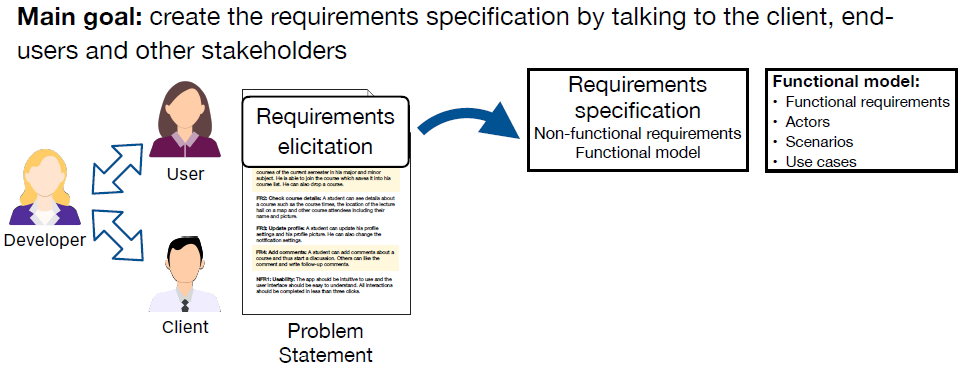 Main goal: create the requirements specification by talking to the client, end-
users and other stakeholders
Developer
User
Client
Requirements
elicitation
courses of the current semester in his major and minor
subject. He is able to join the course which saves it into his
course list. He can also drop a course.
FR2: Check course details: A student can see details about
a course such as the course times, the location of the lecture
hall on a map and other course attendees including their
name and picture.
FR3: Update profile: A student can update his profile
settings and his profile picture. He can also change the
notification settings.
FR4: Add comments: A student can add comments about a
course and thus start a discussion. Others can like the
comment and write follow-up comments.
NFR1: Usability: The app should be intuitive to use and the
user interface should be easy to understand. All interactions
should be completed in less than three clicks.
Problem
Statement
Requirements
specification
Non-functional requirements
Functional model
Functional model:
• Functional requirements
• Actors
• Scenarios
• Use cases